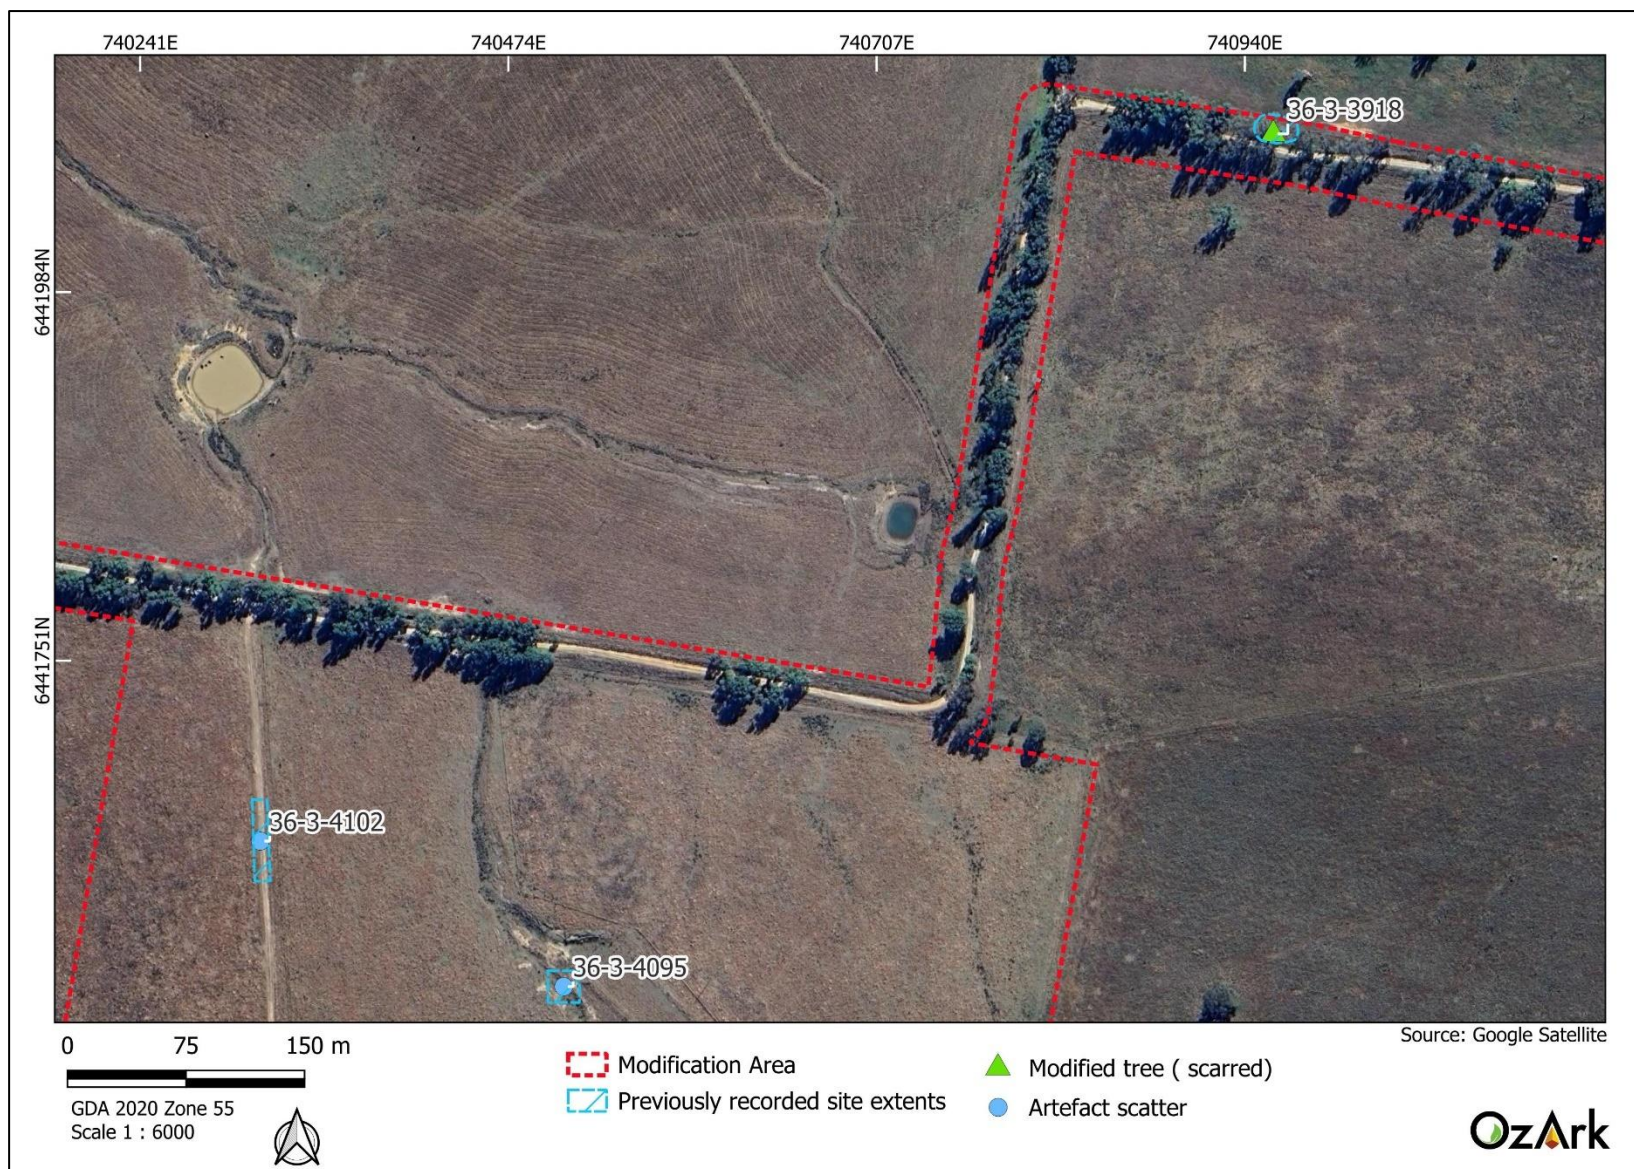 740241E
740474E
740707E
740940E
36-3-3918
6441984N
6441751N
36-3-4102
36-3-4095
Source: Google Satellite
0 75 150 m
GDA 2020 Zone 55
Scale 1 : 6000
Modification Area
Previously recorded site extents
Modified tree ( scarred)
Artefact scatter
OzArk